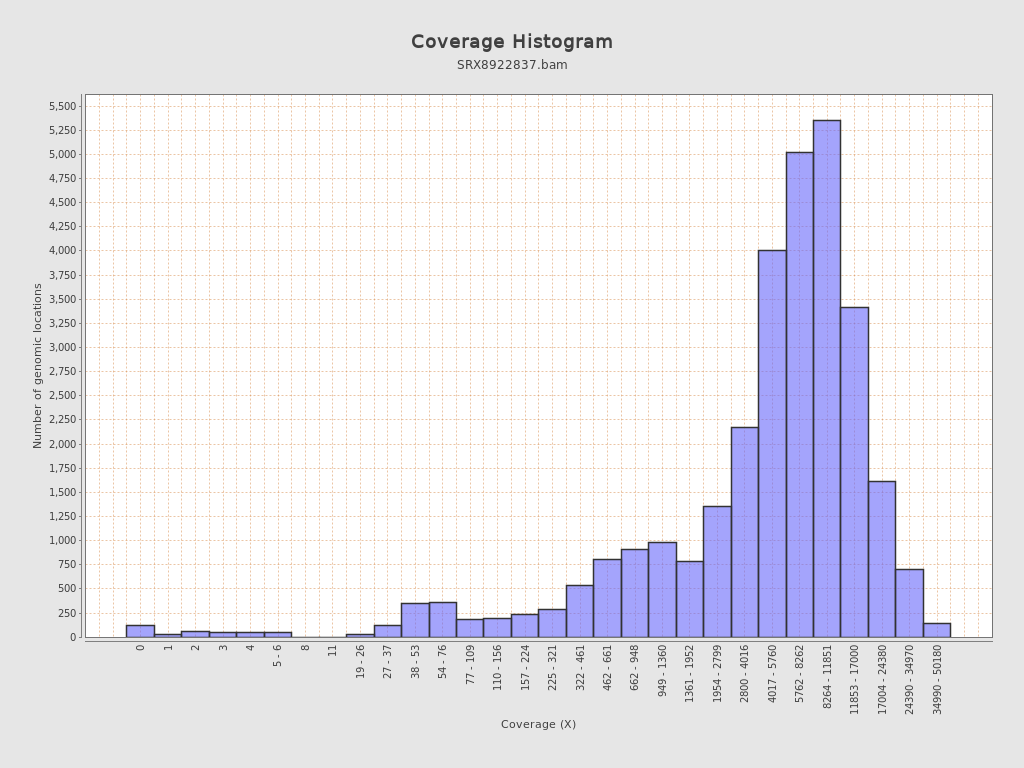 Coverage Histogram
SRX8922837.bam
5,500
5,250
5,000
4,750
4,500
4,250
4,000
3,750
3,500
3,250
3,000
2,750
2,500
2,250
2,000
1,750
1,500
1,250
1,000
750
500
250
0
Number of genomic locations
0
1
2
3
4
5 - 6
8
11
19 - 26
27 - 37
38 - 53
54 - 76
77 - 109
110 - 156
157 - 224
225 - 321
322 - 461
462 - 661
662 - 948
949 - 1360
1361 - 1952
1954 - 2799
2800 - 4016
4017 - 5760
5762 - 8262
8264 - 11851
11853 - 17000
17004 - 24380
24390 - 34970
34990 - 50180
Coverage (X)